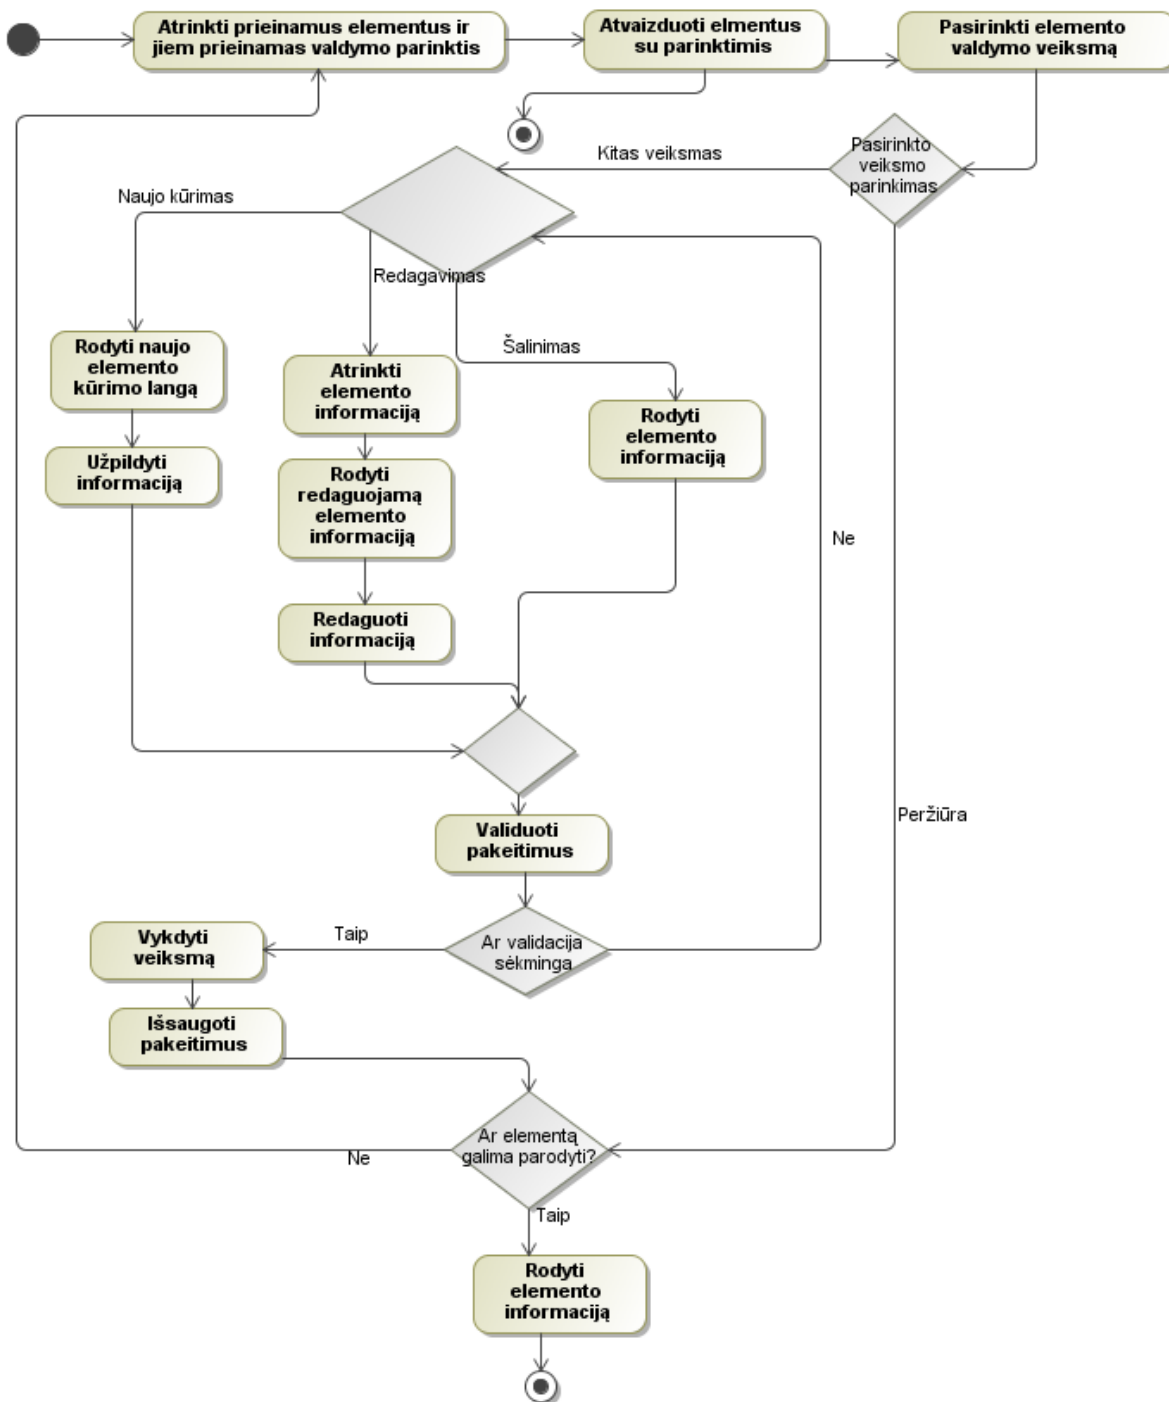 Atrinkti prieinamus elementus ir
jiem prieinamas valdymo parinktis
Atvaizduoti elmentus
su parinktimis
Pasirinkti elemento
valdymo veiksmą
Pasirinkto
veiksmo
parinkimas
Kitas veiksmas
Naujo kūrimas
Redagavimas
Šalinimas
Rodyti naujo
elemento
kūrimo langą
Atrinkti
elemento
informaciją
Rodyti
elemento
informaciją
Užpildyti
informaciją
Rodyti
redaguojamą
elemento
informaciją
Ne
Redaguoti
informaciją
Peržiūra
Validuoti
pakeitimus
Ar validacija
sėkminga
Taip
Vykdyti
veiksmą
Išsaugoti
pakeitimus
Ar elementą
galima parodyti?
Ne
Taip
Rodyti
elemento
informaciją